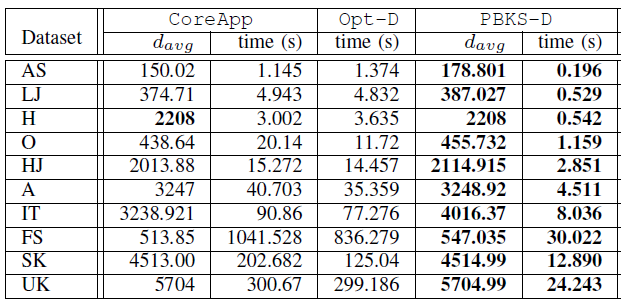 Dataset CoreApp Opt-D PBKS-D
d_avg time (s) time (s) d_avg time (s)
AS 150.02 1.145 1.374 178.801 0.196
LJ 374.71 4.943 4.832 387.027 0.529
H 2208 3.002 3.635 2208 0.542
O 438.64 20.14 11.72 455.732 1.159
HJ 2013.88 15.272 14.457 2114.915 2.851
A 3247 40.703 35.359 3248.92 4.511
IT 3238.921 90.86 77.276 4016.37 8.036
FS 513.85 1041.528 836.279 547.035 30.022
SK 4513.00 202.682 125.04 4514.99 12.890
UK 5704 300.67 299.186 5704.99 24.243